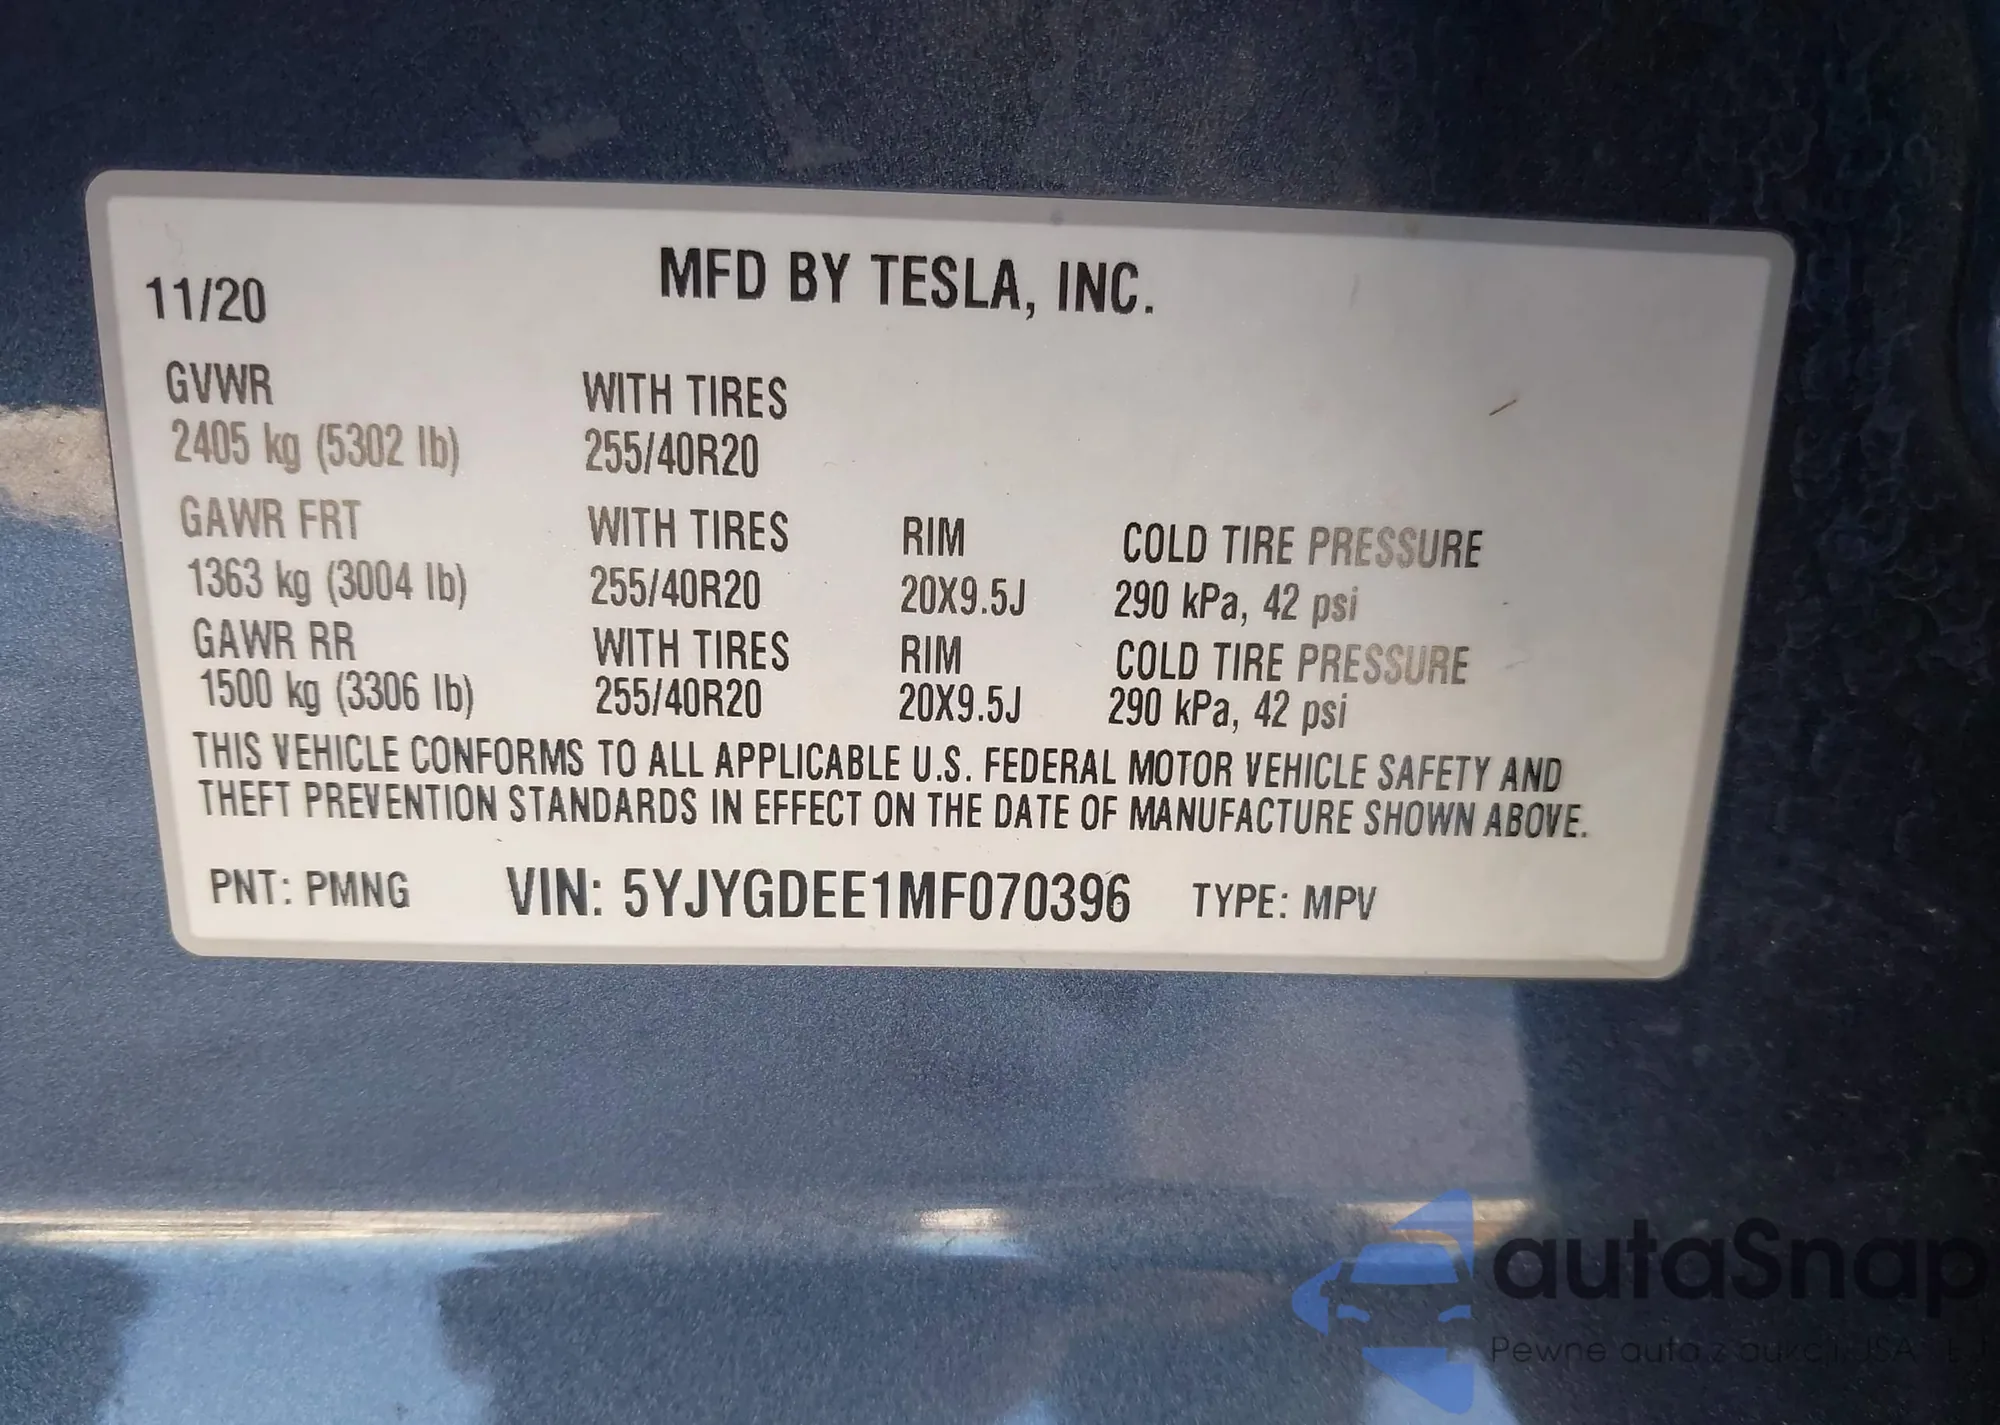 MFD BY TESLA, INC.
11/20
GVWR WITH TIRES
2405 kg (5302 lb) 255/40R20
GAWR FRT WITH TIRES RIM COLD TIRE PRESSURE
1363 kg (3004 lb) 255/40R20 20X9.5J 290 kPa, 42 psi
GAWR RR WITH TIRES RIM COLD TIRE PRESSURE
1500 kg (3306 lb) 255/40R20 20X9.5J 290 kPa, 42 psi
THIS VEHICLE CONFORMS TO ALL APPLICABLE U.S. FEDERAL MOTOR VEHICLE SAFETY AND
THEFT PREVENTION STANDARDS IN EFFECT ON THE DATE OF MANUFACTURE SHOWN ABOVE.
PNT: PMNG VIN: 5YJYGDEE1MF070396 TYPE: MPV
autaSnap
Pewne auta z aukcji USA